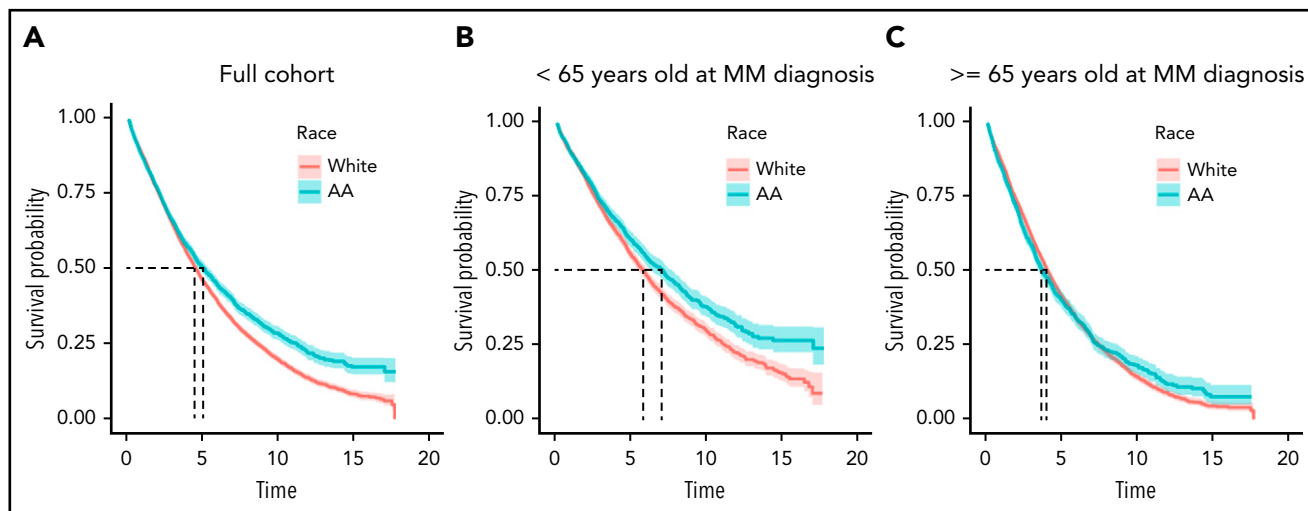 A
Full cohort
Survival probability
1.00
0.75
0.50
0.25
0.00
Race
White
AA
0 5 10 15 20
Time
B
< 65 years old at MM diagnosis
Survival probability
1.00
0.75
0.50
0.25
0.00
Race
White
AA
0 5 10 15 20
Time
C
>= 65 years old at MM diagnosis
Survival probability
1.00
0.75
0.50
0.25
0.00
Race
White
AA
0 5 10 15 20
Time